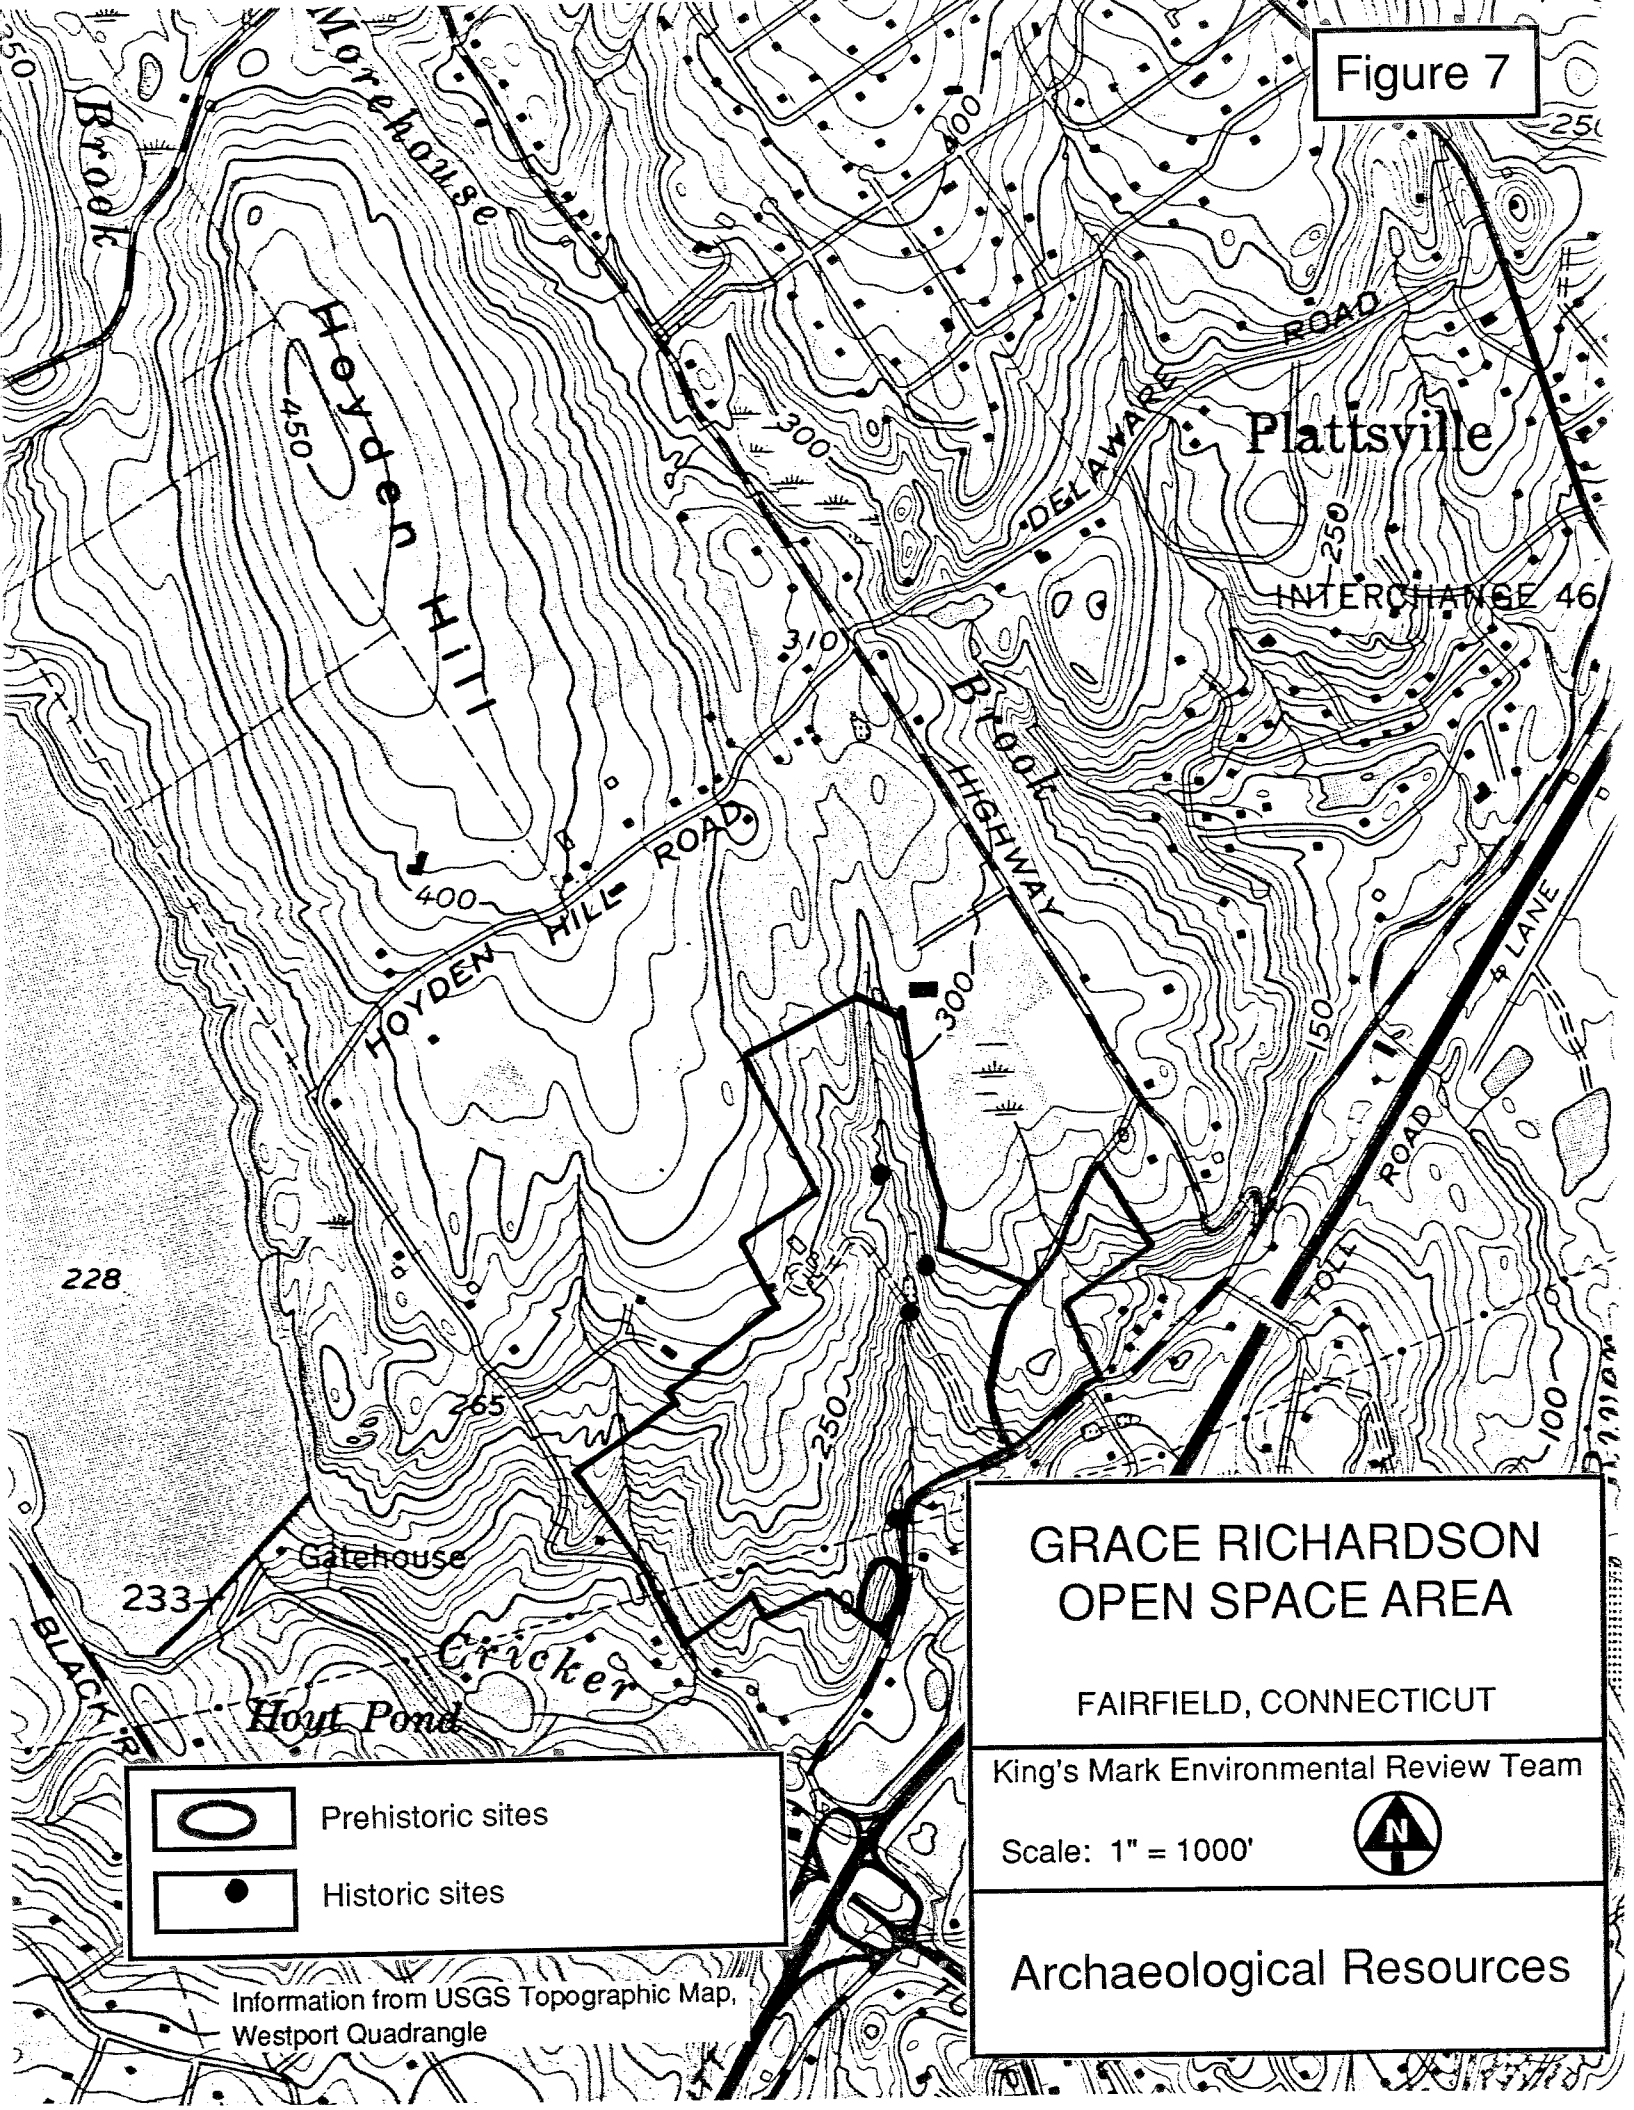 Figure 7
250
Brook
Morehouse
400
250
Hoyden Hill
450
300
DELAWARE ROAD
Plattsville
250
INTERCHANGE 46
310
Brook
HIGHWAY
400
HOYDEN HILL ROAD
300
150
LANE
TOLL ROAD
228
265
250
100
Gatehouse
233
BLACK R
Cricker
Hoyt Pond
GRACE RICHARDSON
OPEN SPACE AREA
FAIRFIELD, CONNECTICUT
King's Mark Environmental Review Team
Scale: 1" = 1000'
N
Archaeological Resources
Prehistoric sites
Historic sites
Information from USGS Topographic Map,
Westport Quadrangle